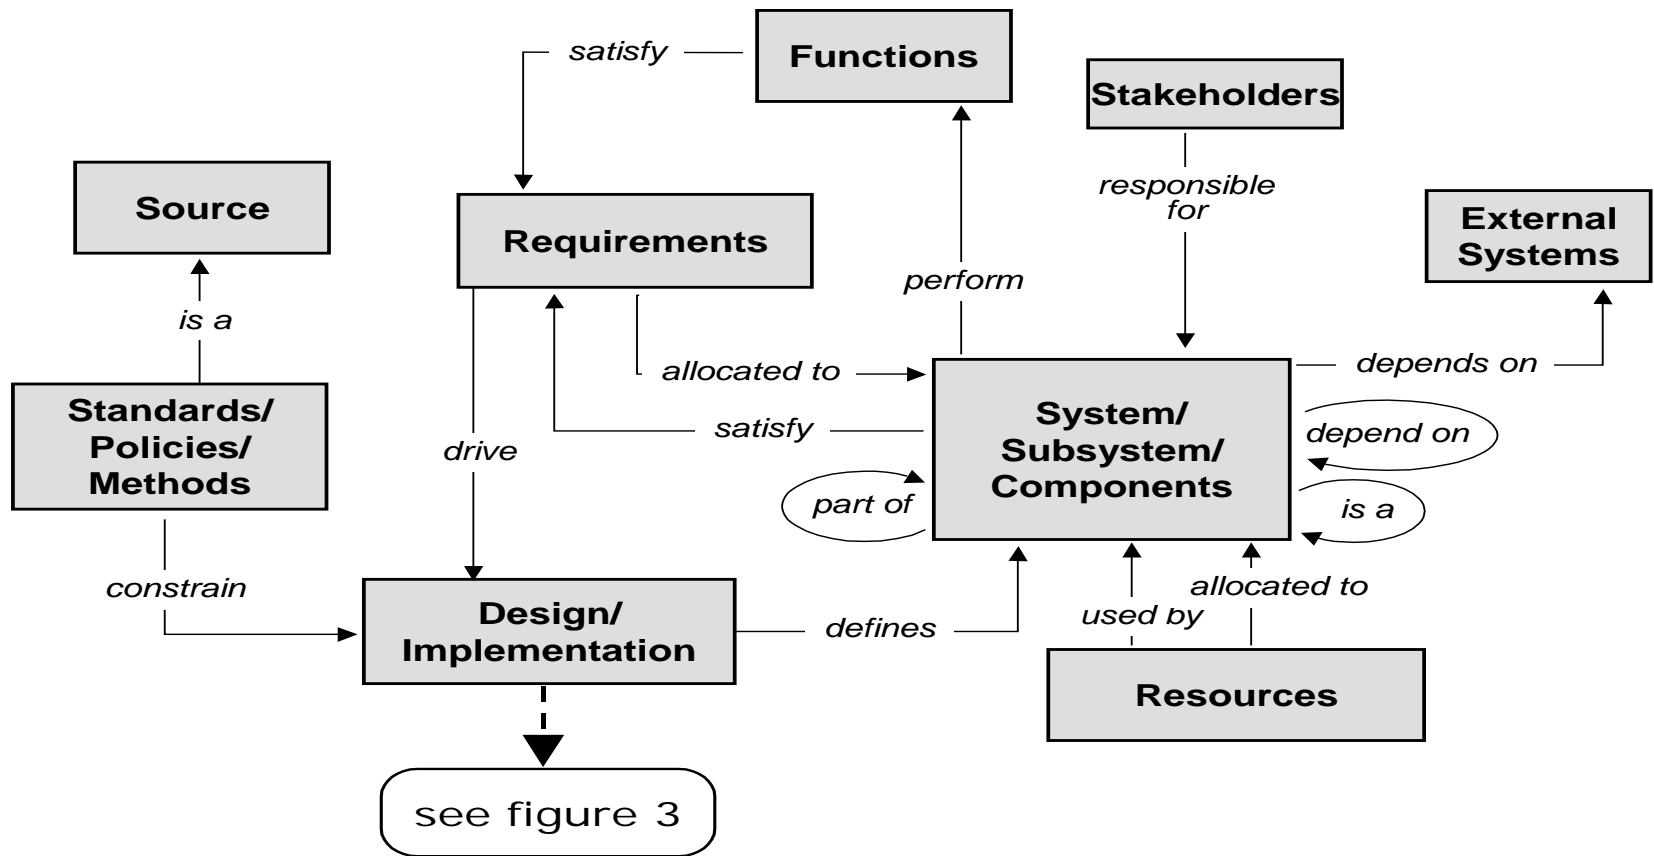 satisfy
Functions
Stakeholders
Source
Requirements
responsible
for
External
Systems
is a
perform
allocated to
depends on
Standards/
Policies/
Methods
drive
satisfy
System/
Subsystem/
Components
depend on
part of
is a
constrain
Design/
Implementation
defines
used by
allocated to
Resources
see figure 3